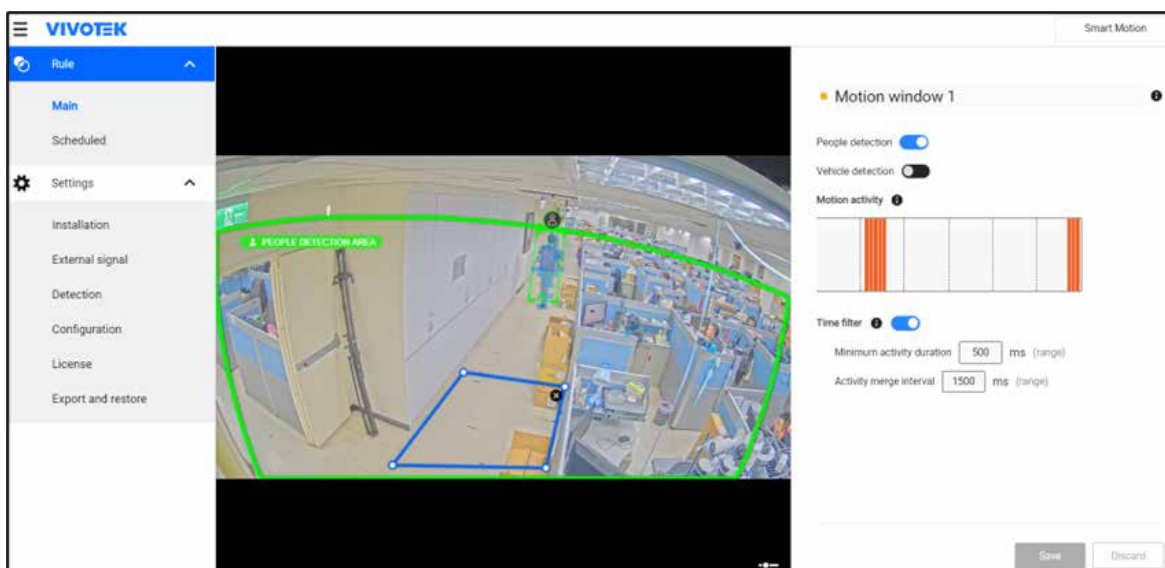 VIVOTEK
Smart Motion
Rule
Main
Scheduled
Settings
Installation
External signal
Detection
Configuration
License
Export and restore
PEOPLE DETECTION AREA
Motion window 1
People detection
Vehicle detection
Motion activity
Time filter
Minimum activity duration 500 ms (range)
Activity merge interval 1500 ms (range)
Save
Discard